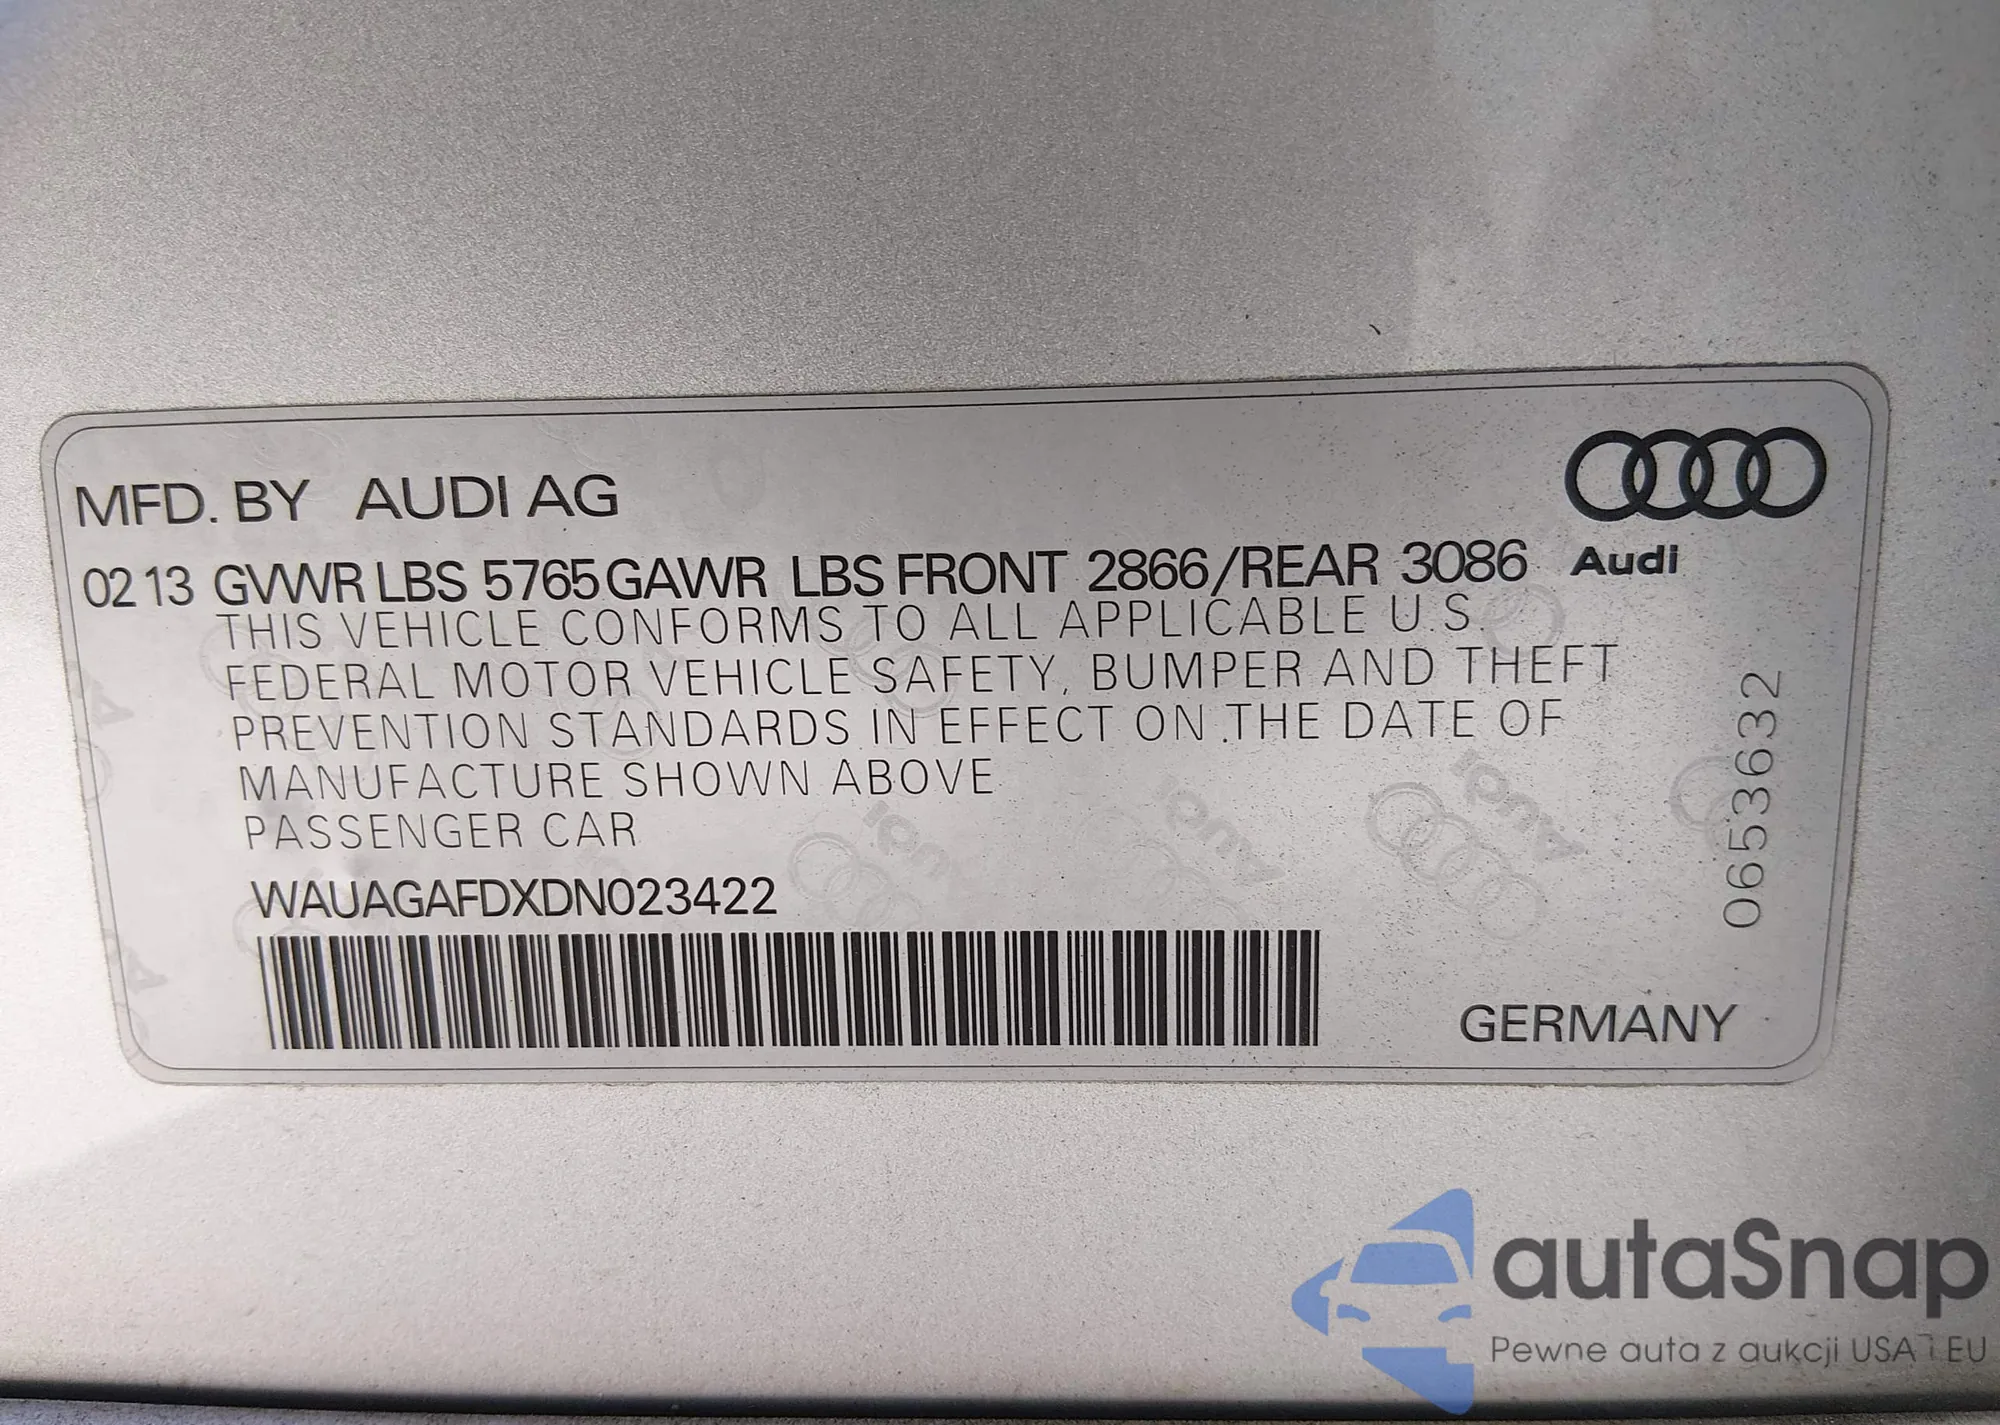 MFD. BY AUDI AG
02 13 GVWR LBS 5765 GAWR LBS FRONT 2866/REAR 3086
Audi
THIS VEHICLE CONFORMS TO ALL APPLICABLE U.S.
FEDERAL MOTOR VEHICLE SAFETY, BUMPER AND THEFT
PREVENTION STANDARDS IN EFFECT ON THE DATE OF
MANUFACTURE SHOWN ABOVE
PASSENGER CAR
WAUAGAFDXDN023422
0653632
GERMANY
autaSnap
Pewne auta z aukcji USA i EU